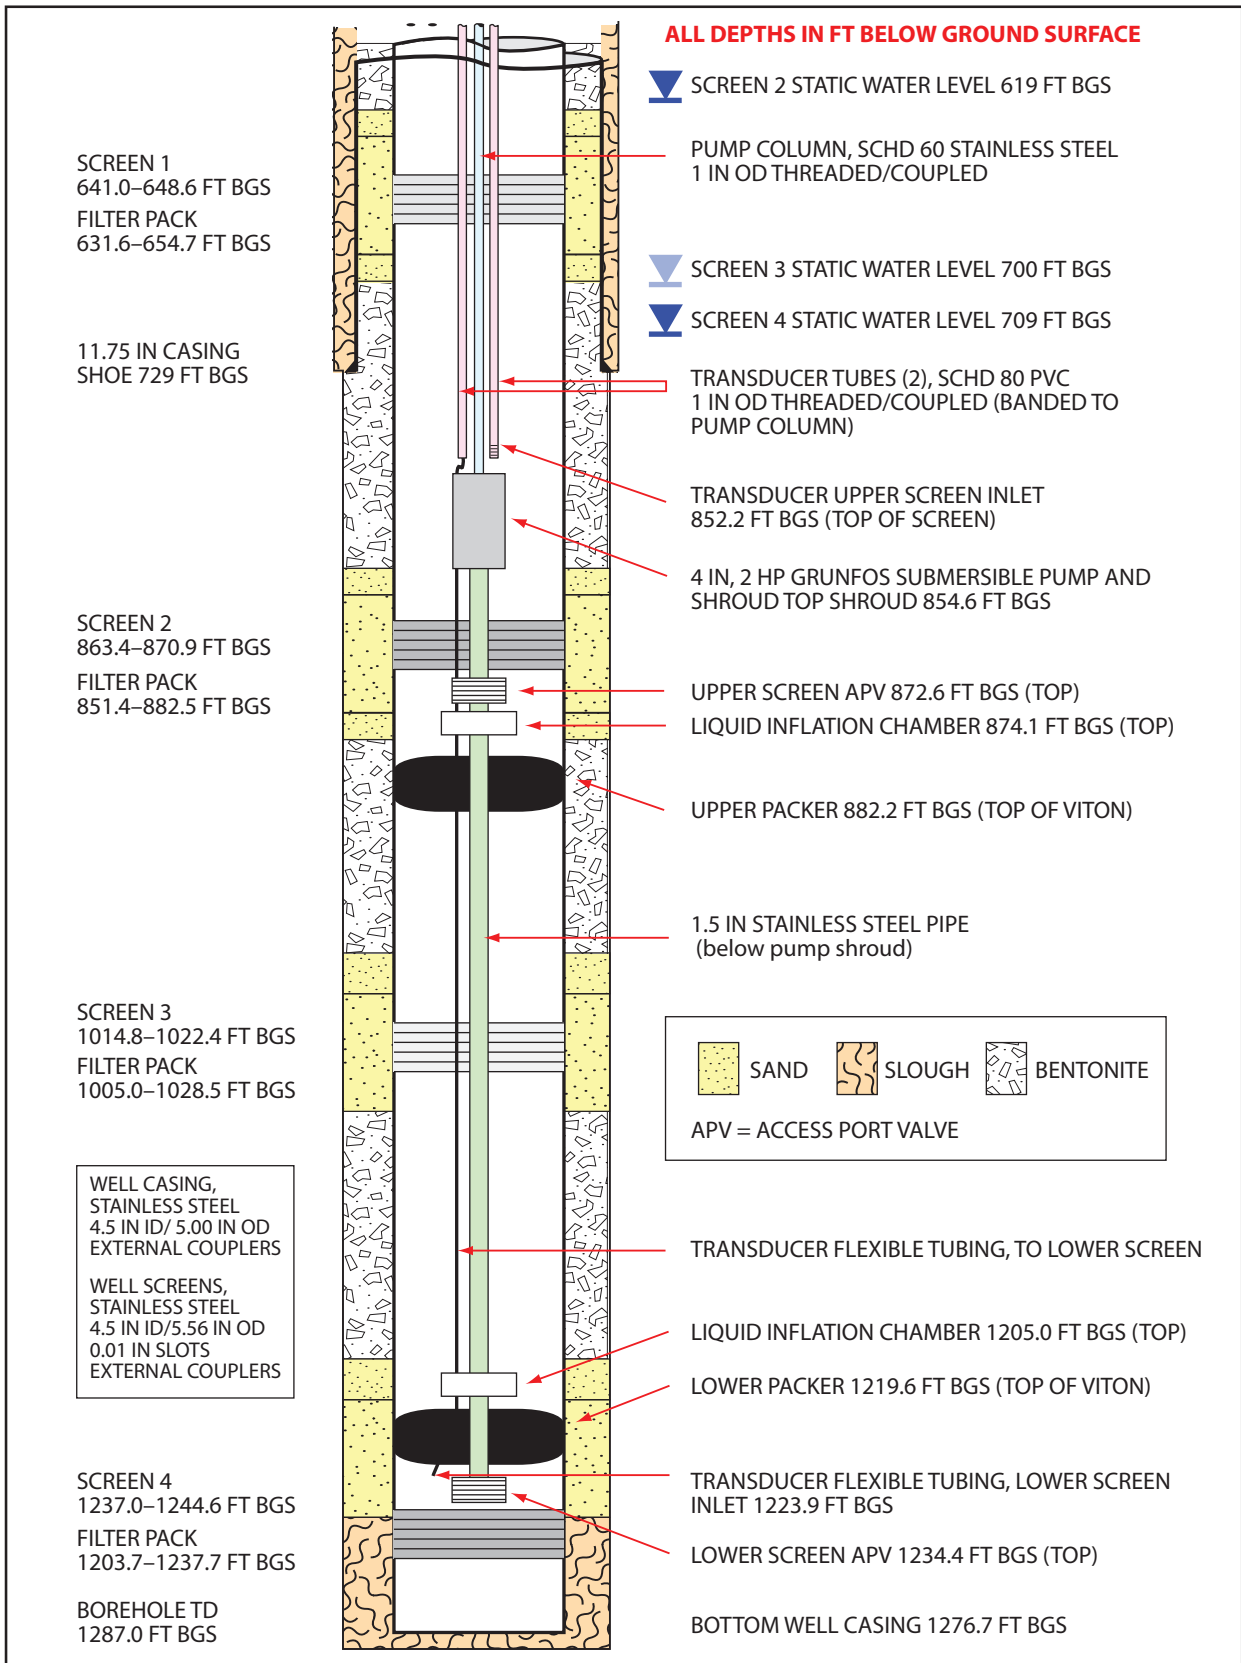 ALL DEPTHS IN FT BELOW GROUND SURFACE
SCREEN 2 STATIC WATER LEVEL 619 FT BGS
PUMP COLUMN, SCHD 60 STAINLESS STEEL
1 IN OD THREADED/COUPLED
SCREEN 1
641.0–648.6 FT BGS
FILTER PACK
631.6–654.7 FT BGS
SCREEN 3 STATIC WATER LEVEL 700 FT BGS
SCREEN 4 STATIC WATER LEVEL 709 FT BGS
11.75 IN CASING
SHOE 729 FT BGS
TRANSDUCER TUBES (2), SCHD 80 PVC
1 IN OD THREADED/COUPLED (BANDED TO
PUMP COLUMN)
TRANSDUCER UPPER SCREEN INLET
852.2 FT BGS (TOP OF SCREEN)
4 IN, 2 HP GRUNFOS SUBMERSIBLE PUMP AND
SHROUD TOP SHROUD 854.6 FT BGS
SCREEN 2
863.4–870.9 FT BGS
FILTER PACK
851.4–882.5 FT BGS
UPPER SCREEN APV 872.6 FT BGS (TOP)
LIQUID INFLATION CHAMBER 874.1 FT BGS (TOP)
UPPER PACKER 882.2 FT BGS (TOP OF VITON)
1.5 IN STAINLESS STEEL PIPE
(below pump shroud)
SCREEN 3
1014.8–1022.4 FT BGS
FILTER PACK
1005.0–1028.5 FT BGS
SAND
SLOUGH
BENTONITE
APV = ACCESS PORT VALVE
WELL CASING,
STAINLESS STEEL
4.5 IN ID/ 5.00 IN OD
EXTERNAL COUPLERS
WELL SCREENS,
STAINLESS STEEL
4.5 IN ID/5.56 IN OD
0.01 IN SLOTS
EXTERNAL COUPLERS
TRANSDUCER FLEXIBLE TUBING, TO LOWER SCREEN
LIQUID INFLATION CHAMBER 1205.0 FT BGS (TOP)
LOWER PACKER 1219.6 FT BGS (TOP OF VITON)
SCREEN 4
1237.0–1244.6 FT BGS
FILTER PACK
1203.7–1237.7 FT BGS
TRANSDUCER FLEXIBLE TUBING, LOWER SCREEN
INLET 1223.9 FT BGS
LOWER SCREEN APV 1234.4 FT BGS (TOP)
BOREHOLE TD
1287.0 FT BGS
BOTTOM WELL CASING 1276.7 FT BGS